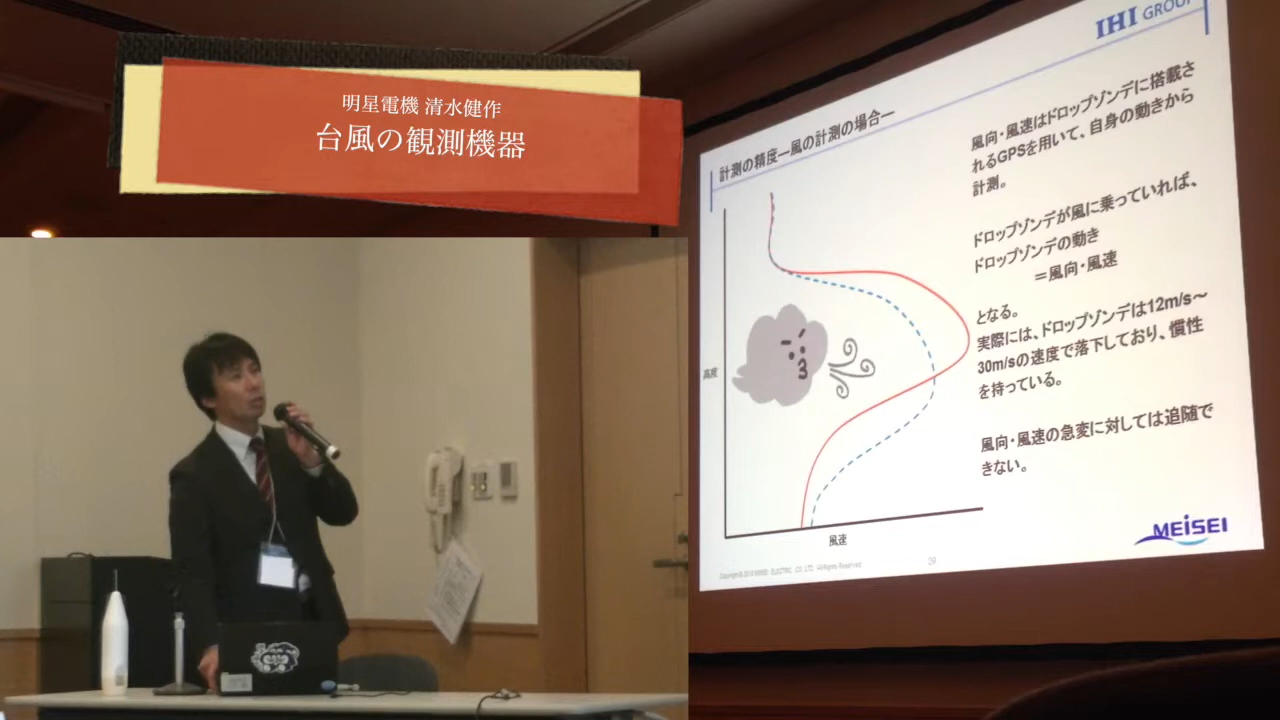 明星電機 清水健作
台風の観測機器
IHI GROUP
計測の精度―風の計測の場合―
風向・風速はドロップゾンデに搭載さ
れるGPSを用いて、自身の動きから
計測。
ドロップゾンデが風に乗っていれば、
ドロップゾンデの動き
＝風向・風速
となる。
実際には、ドロップゾンデは12m/s～
30m/sの速度で落下しており、慣性
を持っている。
風向・風速の急変に対しては追随で
きない。
高度
風速
MEISEI